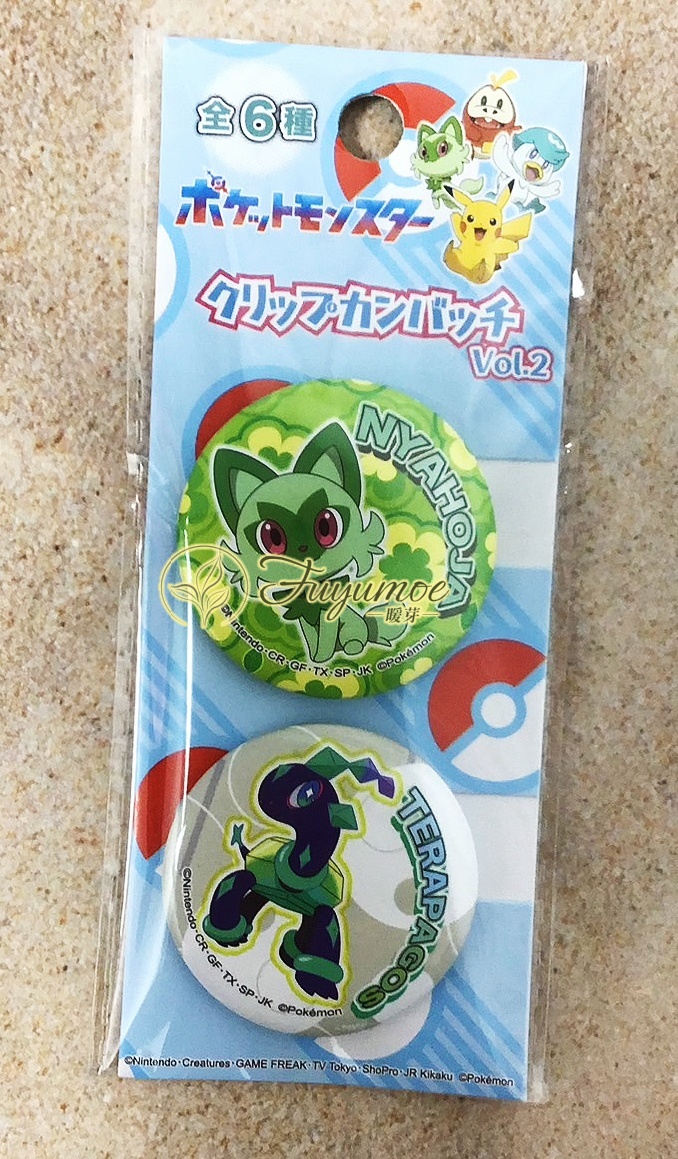 全6種
ポケットモンスター
クリップカンバッチ
Vol.2
NYAHOJA
Fuyumoe
暖芽
©Nintendo・CR・GF・TX・SP・JK ©Pokémon
TERAPAGOS
©Nintendo・CR・GF・TX・SP・JK ©Pokémon
©Nintendo・Creatures・GAME FREAK・TV Tokyo・ShoPro・JR Kikaku ©Pokémon